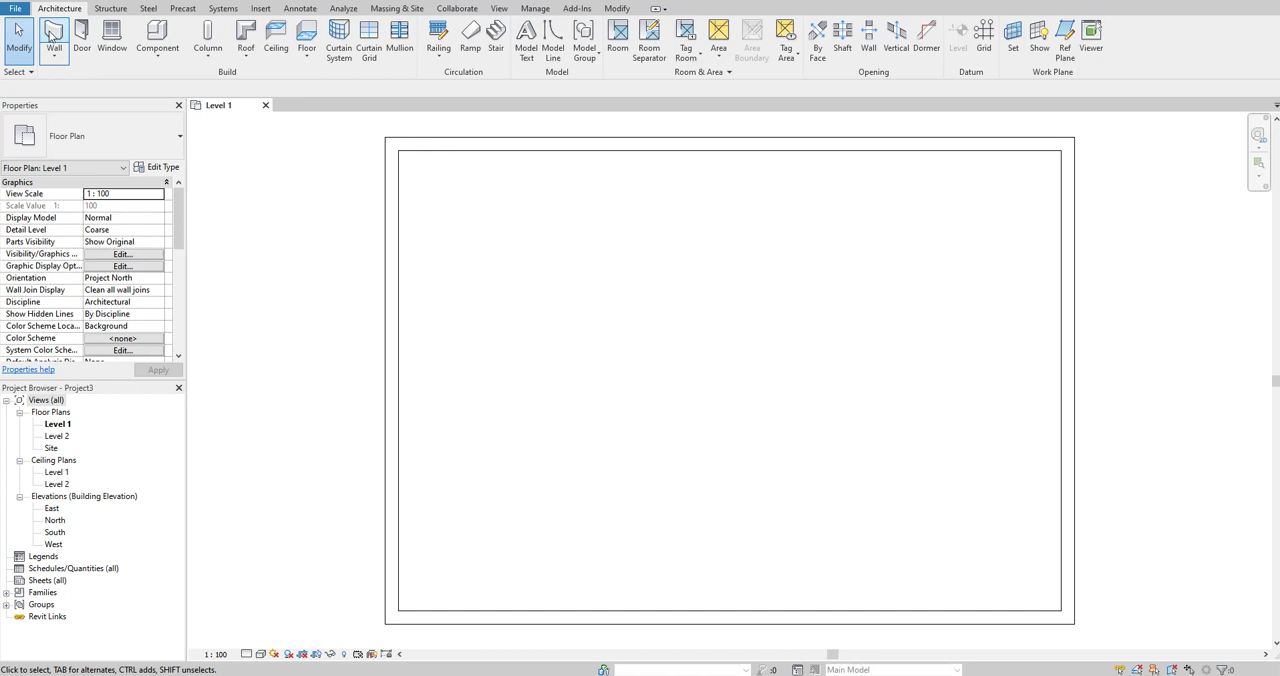 File Architecture Structure Steel Precast Systems Insert Annotate Analyze Massing & Site Collaborate View Manage Add-Ins Modify
Modify Wall Door Window Component Column Roof Ceiling Floor Curtain System Curtain Grid Mullion Railing Ramp Stair Model Text Model Line Model Group Room Room Separator Tag Room Area Area Boundary Tag Area By Face Shaft Wall Vertical Dormer Level Grid Set Show Ref Plane Viewer
Select Build Circulation Model Room & Area Opening Datum Work Plane
Properties
Level 1
Floor Plan
Floor Plan: Level 1 Edit Type
Graphics
View Scale 1 : 100
Scale Value 1: 100
Display Model Normal
Detail Level Coarse
Parts Visibility Show Original
Visibility/Graphics ... Edit...
Graphic Display Opt... Edit...
Orientation Project North
Wall Join Display Clean all wall joins
Discipline Architectural
Show Hidden Lines By Discipline
Color Scheme Loca... Background
Color Scheme <none>
System Color Sche... Edit...
Properties help Apply
Project Browser - Project3
Views (all)
Floor Plans
Level 1
Level 2
Site
Ceiling Plans
Level 1
Level 2
Elevations (Building Elevation)
East
North
South
West
Legends
Schedules/Quantities (all)
Sheets (all)
Families
Groups
Revit Links
1 : 100
Click to select, TAB for alternates, CTRL adds, SHIFT unselects. :0 Main Model :0